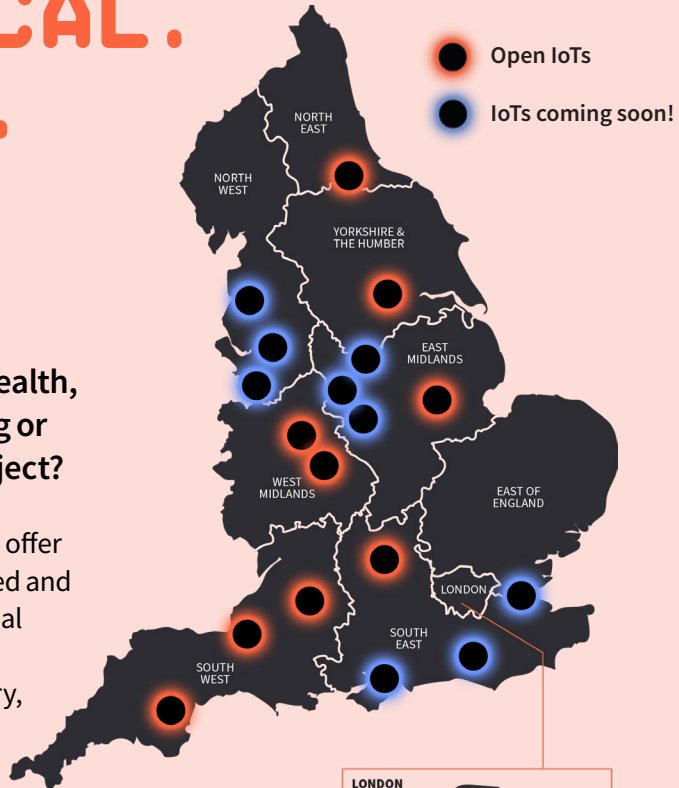 CAL.
.
Open IoTs
IoTs coming soon!
NORTH
EAST
NORTH
WEST
YORKSHIRE &
THE HUMBER
EAST
MIDLANDS
ealth,
g or
ject?
WEST
MIDLANDS
EAST OF
ENGLAND
offer
ed and
al
LONDON
SOUTH
EAST
SOUTH
WEST
ry,
LONDON